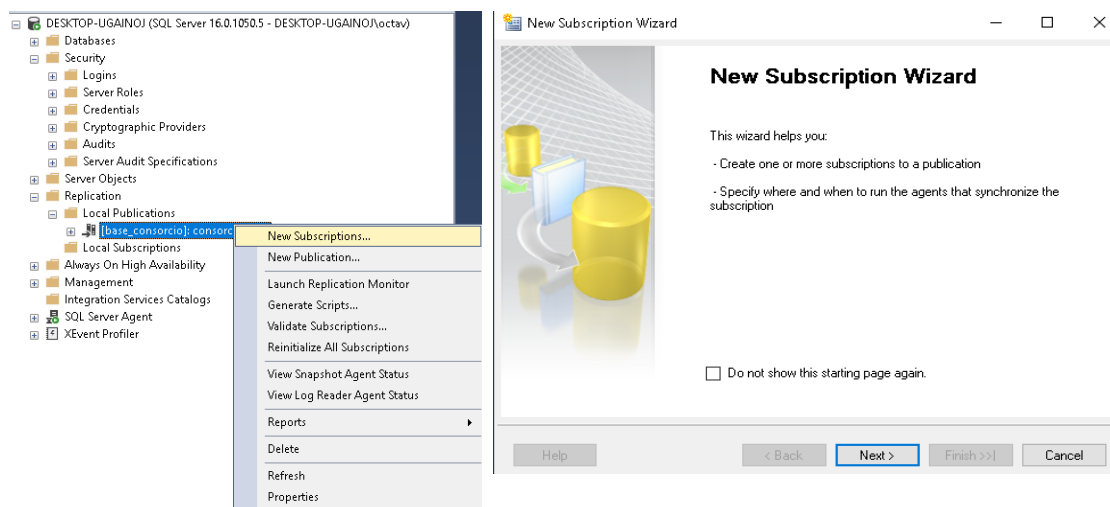 DESKTOP-UGAINOJ (SQL Server 16.0.1050.5 - DESKTOP-UGAINOJ\octav)
Databases
Security
Logins
Server Roles
Credentials
Cryptographic Providers
Audits
Server Audit Specifications
Server Objects
Replication
Local Publications
[base_consorcio]: consorc
Local Subscriptions
Always On High Availability
Management
Integration Services Catalogs
SQL Server Agent
XEvent Profiler
New Subscriptions...
New Publication...
Launch Replication Monitor
Generate Scripts...
Validate Subscriptions...
Reinitialize All Subscriptions
View Snapshot Agent Status
View Log Reader Agent Status
Reports
Delete
Refresh
Properties
New Subscription Wizard
New Subscription Wizard
This wizard helps you:
- Create one or more subscriptions to a publication
- Specify where and when to run the agents that synchronize the
subscription
Do not show this starting page again.
Help
< Back
Next >
Finish >>|
Cancel